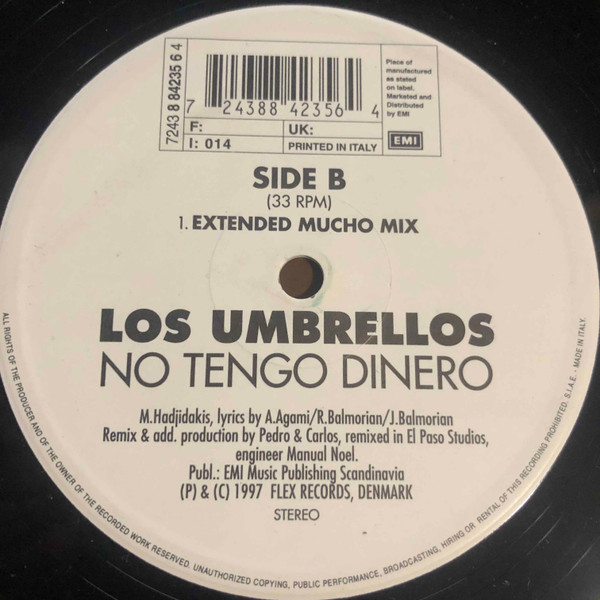 7243 8 84235 6 4
7 24388 42356 4
F:
UK:
I: 014
PRINTED IN ITALY
Place of
manufactured
as stated
on label.
Marketed and
Distributed
by EMI
EMI
SIDE B
(33 RPM)
1. EXTENDED MUCHO MIX
LOS UMBRELLOS
NO TENGO DINERO
M.Hadjidakis, lyrics by A.Agami/R.Balmorian/J.Balmorian
Remix & add. production by Pedro & Carlos, remixed in El Paso Studios,
engineer Manual Noel.
Publ.: EMI Music Publishing Scandinavia
(P) & (C) 1997 FLEX RECORDS, DENMARK
STEREO
ALL RIGHTS OF THE PRODUCER AND OF THE OWNER OF THE RECORDED WORK RESERVED. UNAUTHORIZED COPYING, PUBLIC PERFORMANCE, BROADCASTING, HIRING OR RENTAL OF THIS RECORDING PROHIBITED. S.I.A.E. - MADE IN ITALY.